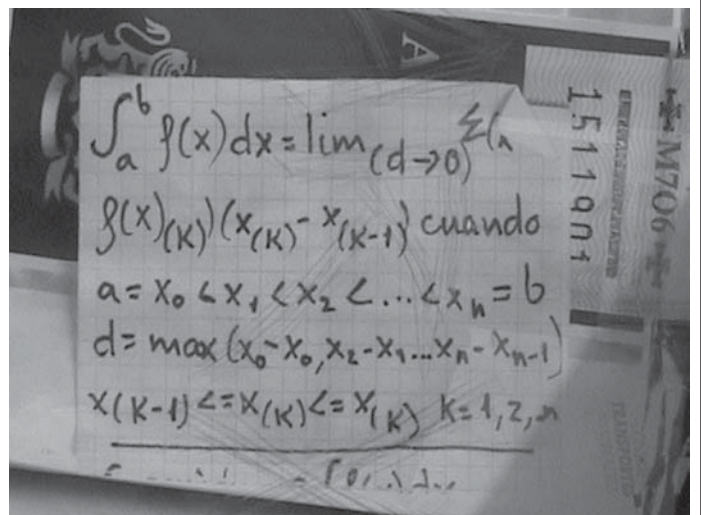 ∫ₐᵇ f(x)dx = lim(d→0) Σ(n
f(x)(K))(x(K) - x(K-1)) cuando
a = x₀ < x₁ < x₂ < ... < xₙ = b
d = max (x₀-x₀, x₂-x₁...xₙ-xₙ₋₁)
x(K-1) <= x(K) <= x(K) K=1,2,n
A
1511901
M706